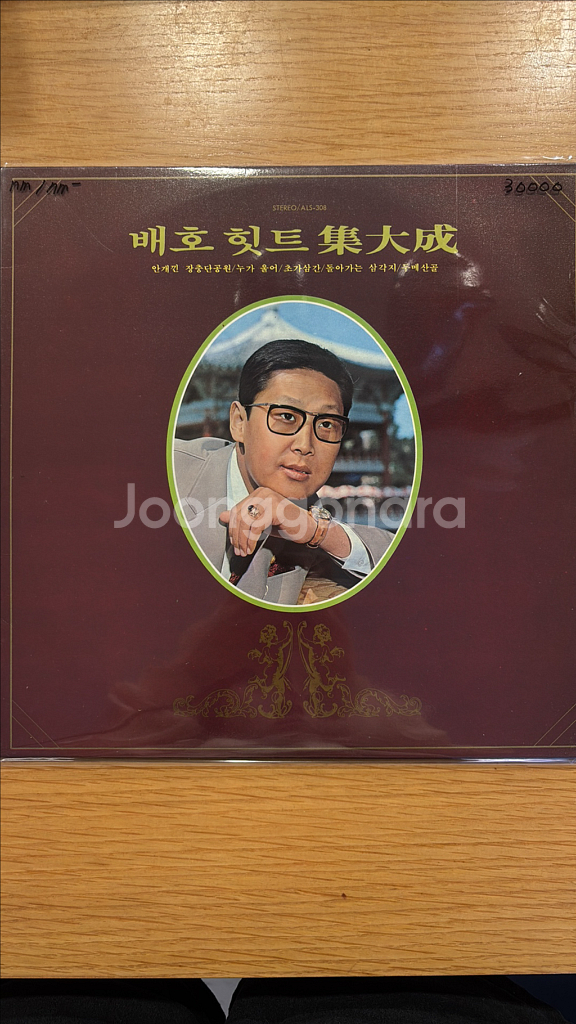 nm / nm -
30000
STEREO/ALS-308
배호 힛트 集大成
안개낀 장충단공원/누가 울어/초가삼간/돌아가는 삼각지/두메산골
Joonggonara